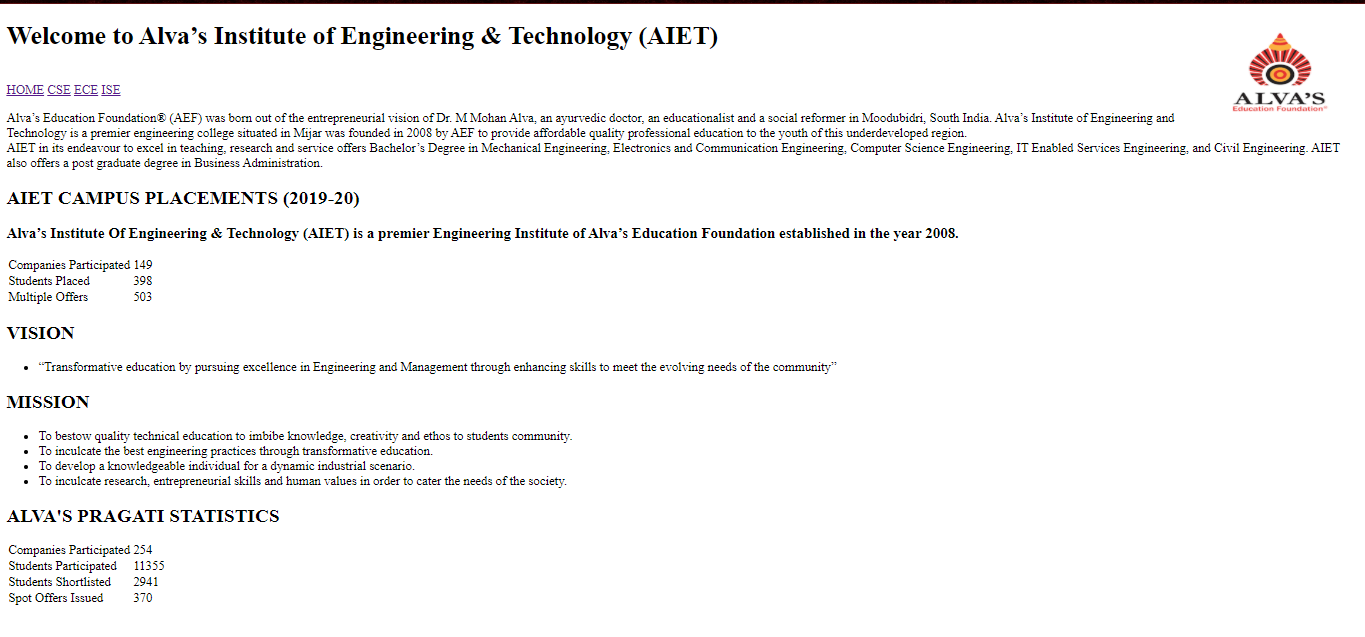 Welcome to Alva’s Institute of Engineering & Technology (AIET)
ALVA'S
Education Foundation®
HOME CSE ECE ISE
Alva’s Education Foundation® (AEF) was born out of the entrepreneurial vision of Dr. M Mohan Alva, an ayurvedic doctor, an educationalist and a social reformer in Moodubidri, South India. Alva’s Institute of Engineering and
Technology is a premier engineering college situated in Mijar was founded in 2008 by AEF to provide affordable quality professional education to the youth of this underdeveloped region.
AIET in its endeavour to excel in teaching, research and service offers Bachelor’s Degree in Mechanical Engineering, Electronics and Communication Engineering, Computer Science Engineering, IT Enabled Services Engineering, and Civil Engineering. AIET
also offers a post graduate degree in Business Administration.
AIET CAMPUS PLACEMENTS (2019-20)
Alva’s Institute Of Engineering & Technology (AIET) is a premier Engineering Institute of Alva’s Education Foundation established in the year 2008.
Companies Participated 149
Students Placed 398
Multiple Offers 503
VISION
• “Transformative education by pursuing excellence in Engineering and Management through enhancing skills to meet the evolving needs of the community”
MISSION
• To bestow quality technical education to imbibe knowledge, creativity and ethos to students community.
• To inculcate the best engineering practices through transformative education.
• To develop a knowledgeable individual for a dynamic industrial scenario.
• To inculcate research, entrepreneurial skills and human values in order to cater the needs of the society.
ALVA'S PRAGATI STATISTICS
Companies Participated 254
Students Participated 11355
Students Shortlisted 2941
Spot Offers Issued 370